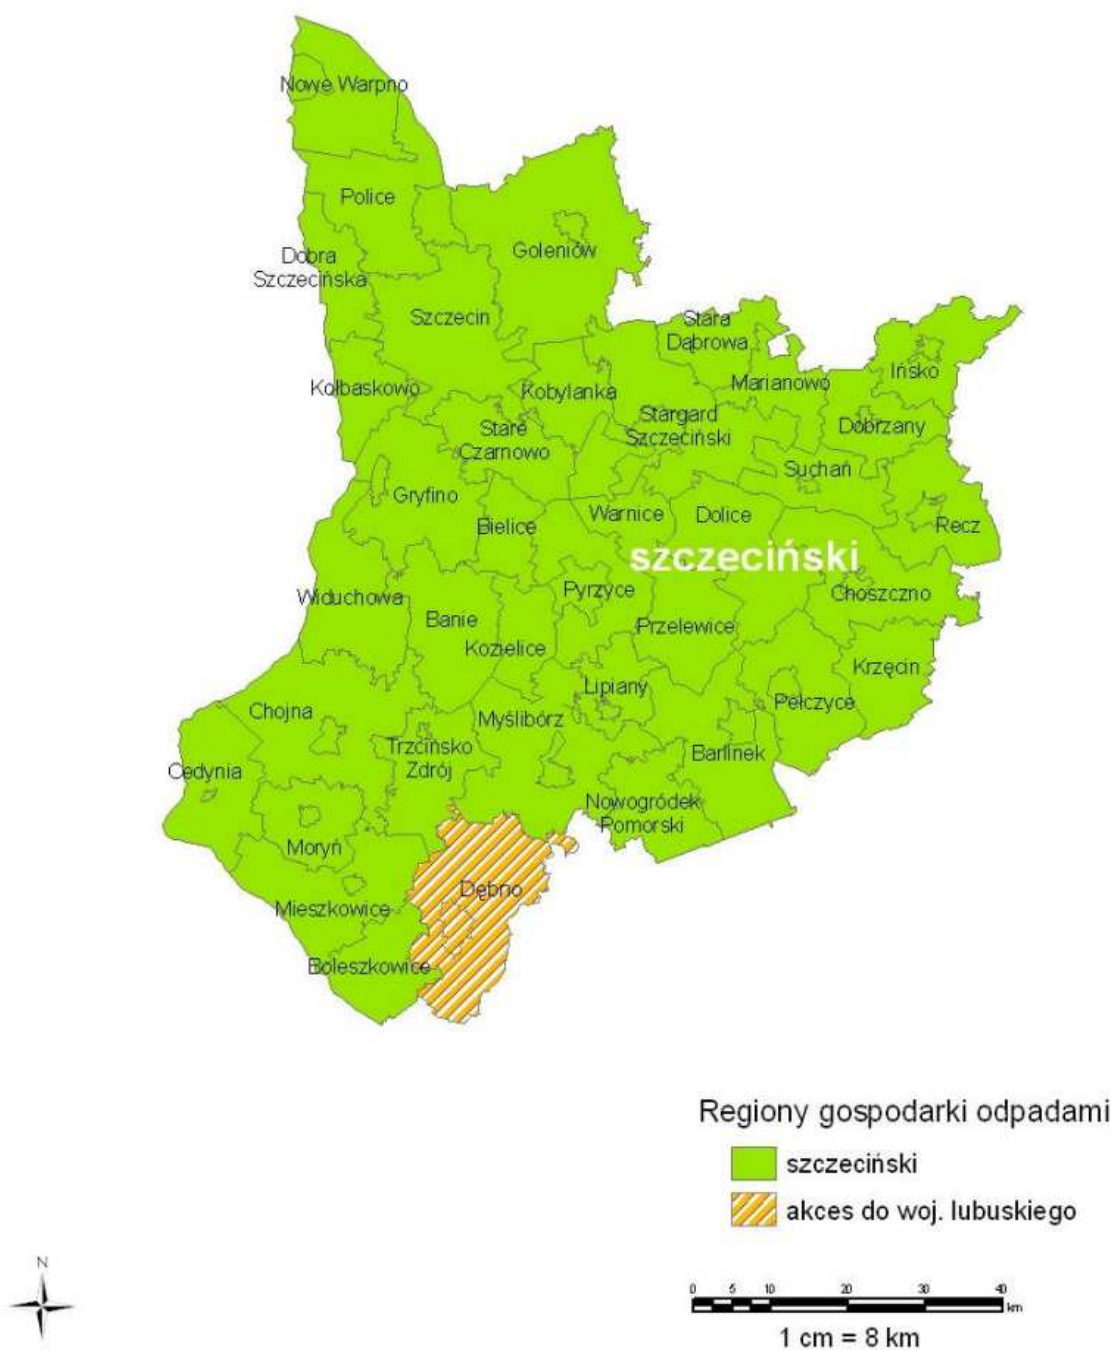 Nowe Warpno
Police
Goleniów
Dobra
Szczecińska
Szczecin
Stara
Dąbrowa
Ińsko
Kołbaskowo
Kobylanka
Marianowo
Stargard
Szczeciński
Dobrzany
Stare
Czarnowo
Suchań
Gryfino
Bielice
Warnice
Dolice
Recz
szczeciński
Widuchowa
Banie
Pyrzyce
Choszczno
Kozielice
Przelewice
Krzęcin
Lipiany
Pełczyce
Chojna
Myślibórz
Trzcińsko
Zdrój
Barlinek
Cedynia
Nowogródek
Pomorski
Moryń
Dębno
Mieszkowice
Boleszkowice
Regiony gospodarki odpadami
szczeciński
akces do woj. lubuskiego
N
0 5 10 20 30 40
km
1 cm = 8 km